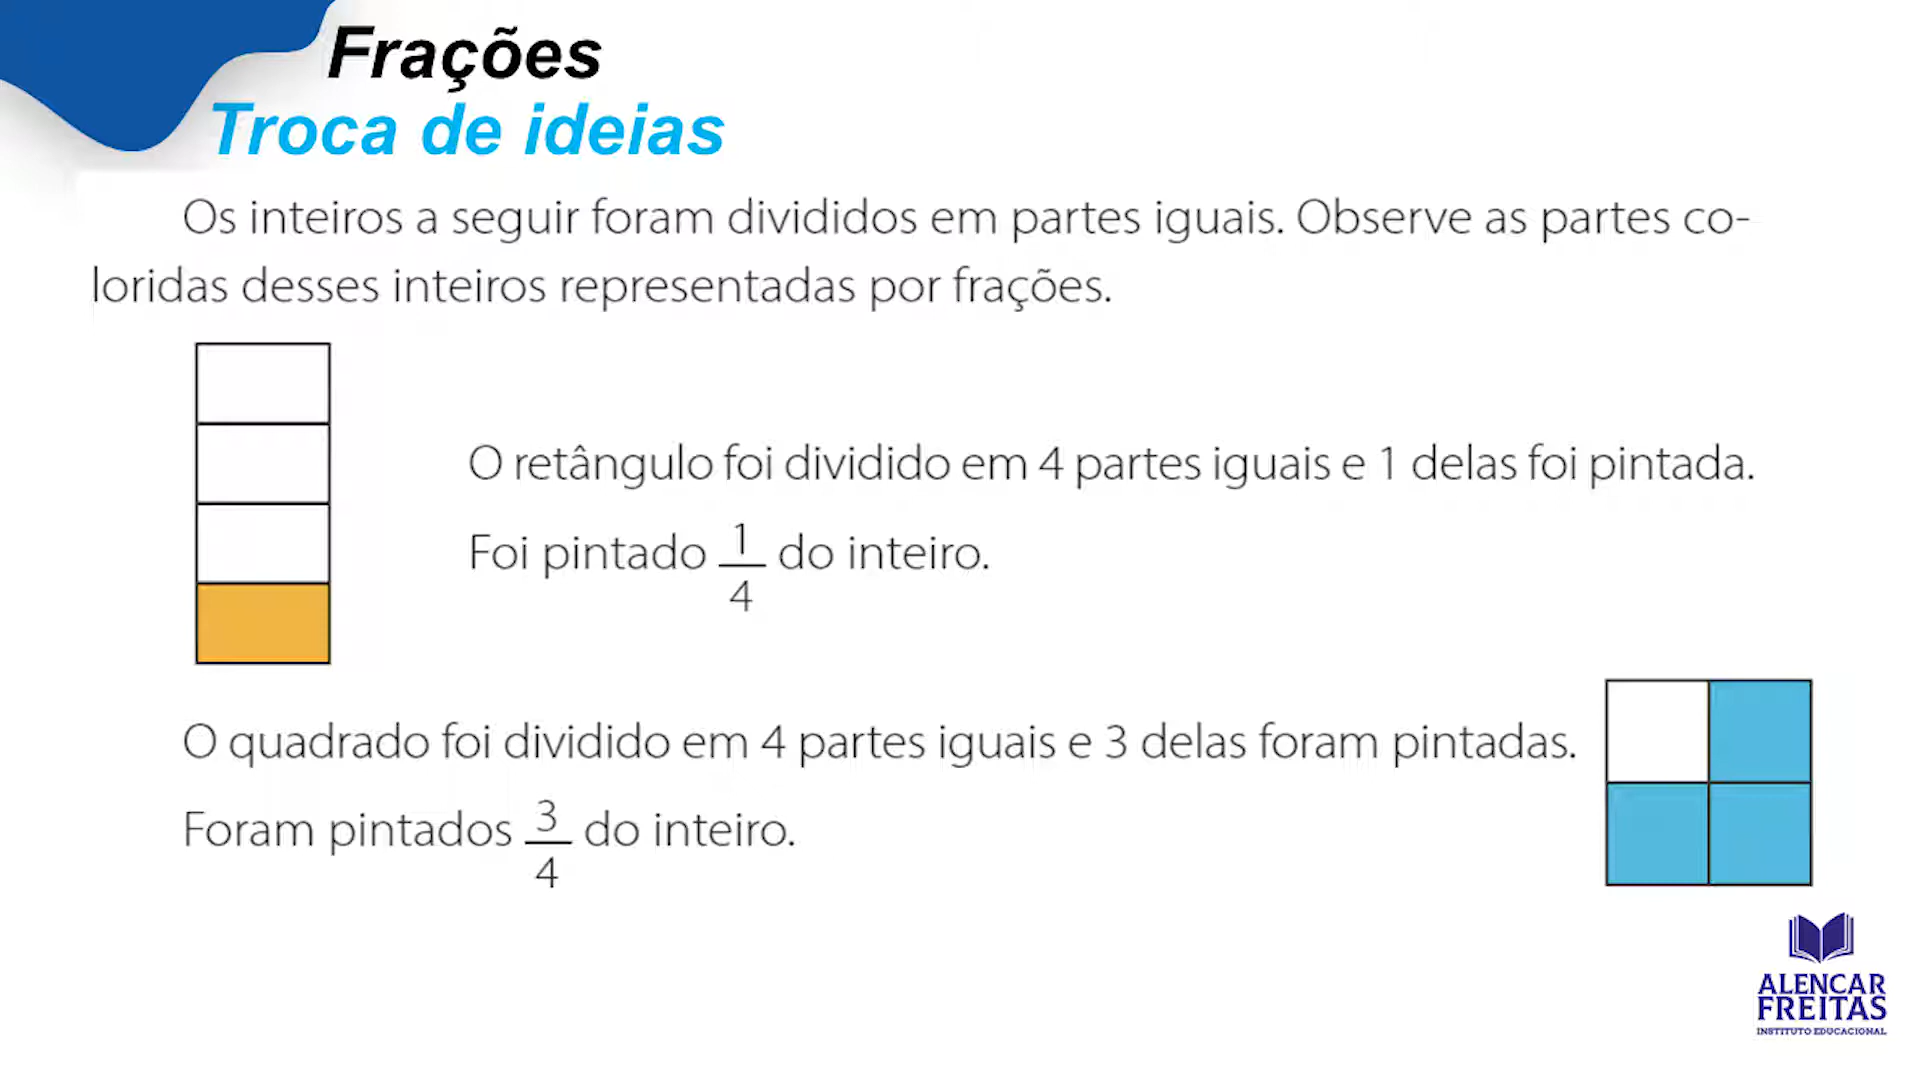 Frações
Troca de ideias
Os inteiros a seguir foram divididos em partes iguais. Observe as partes co-
loridas desses inteiros representadas por frações.
O retângulo foi dividido em 4 partes iguais e 1 delas foi pintada.
Foi pintado 1/4 do inteiro.
O quadrado foi dividido em 4 partes iguais e 3 delas foram pintadas.
Foram pintados 3/4 do inteiro.
ALENCAR
FREITAS
INSTITUTO EDUCACIONAL